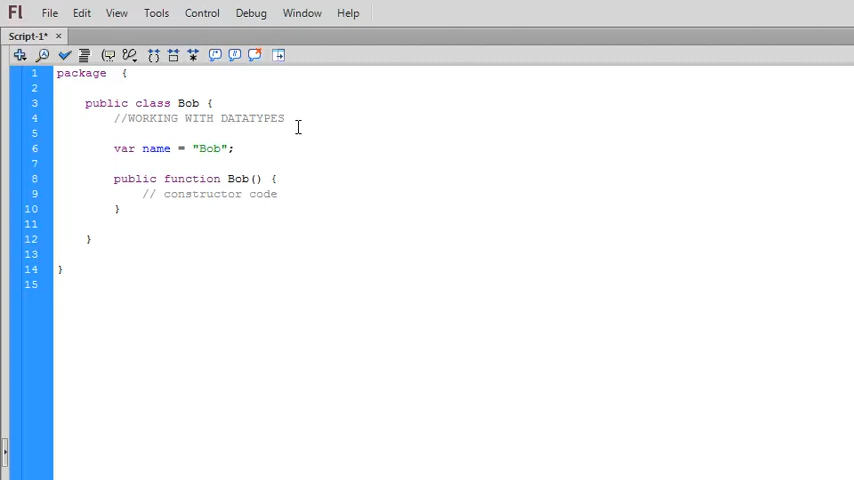 Fl File Edit View Tools Control Debug Window Help
Script-1* ×
1 package {
2
3 public class Bob {
4 //WORKING WITH DATATYPES
5
6 var name = "Bob";
7
8 public function Bob() {
9 // constructor code
10 }
11
12 }
13
14 }
15